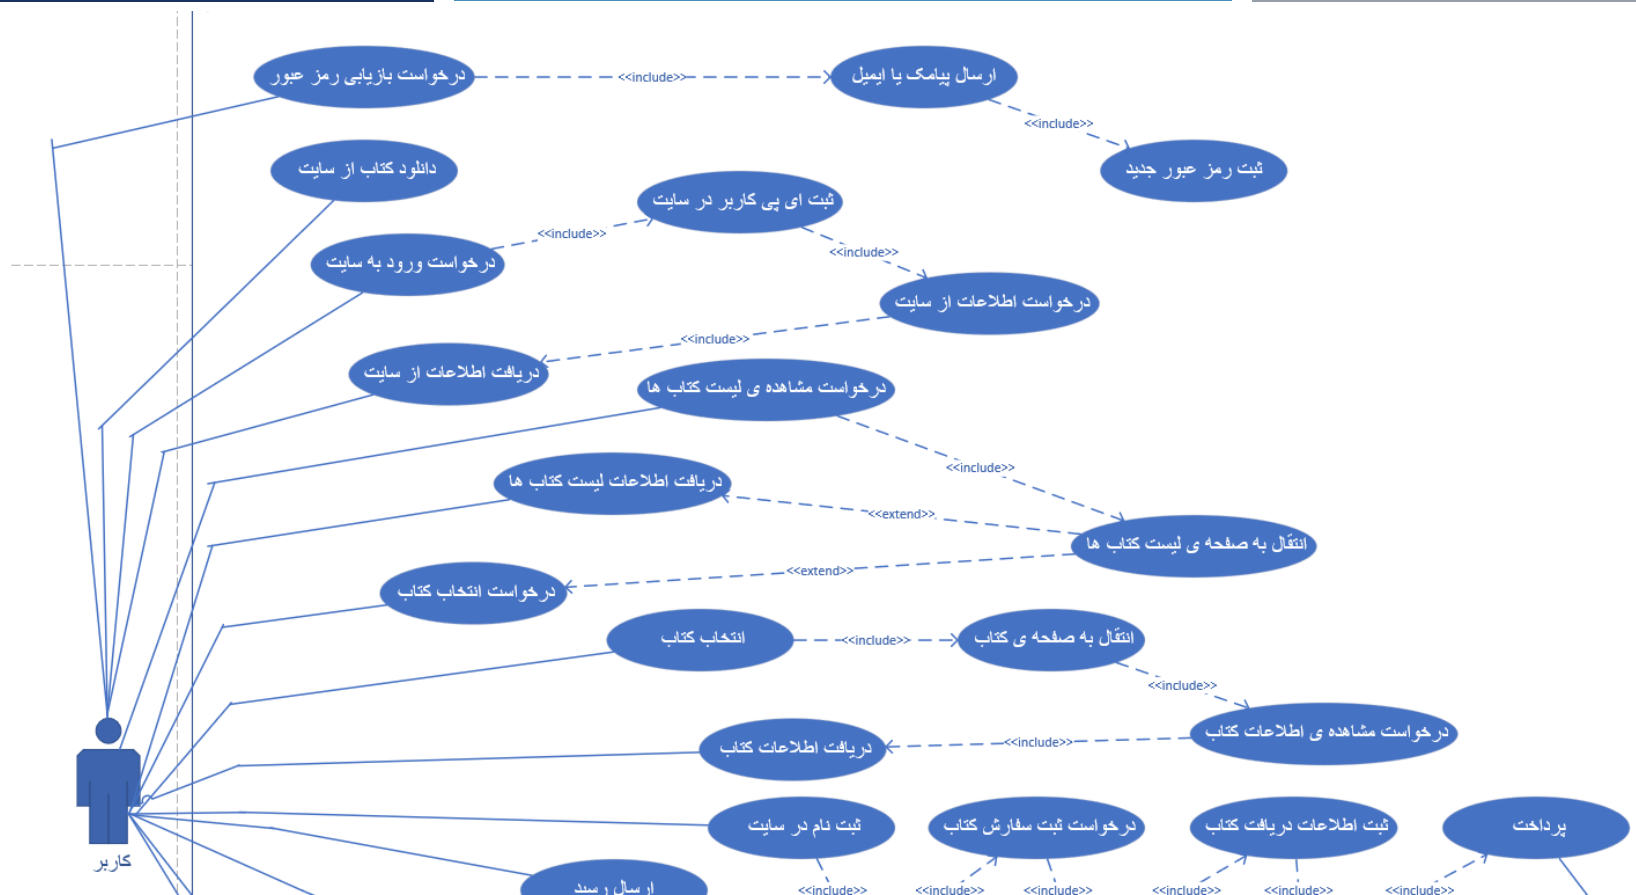 درخواست بازیابی رمز عبور
<<include>>
ارسال پیامک یا ایمیل
<<include>>
ثبت رمز عبور جدید
دانلود کتاب از سایت
ثبت ای پی کاربر در سایت
<<include>>
درخواست ورود به سایت
<<include>>
درخواست اطلاعات از سایت
<<include>>
دریافت اطلاعات از سایت
درخواست مشاهده ی لیست کتاب ها
<<include>>
دریافت اطلاعات لیست کتاب ها
<<extend>>
انتقال به صفحه ی لیست کتاب ها
<<extend>>
درخواست انتخاب کتاب
انتخاب کتاب
<<include>>
انتقال به صفحه ی کتاب
<<include>>
درخواست مشاهده ی اطلاعات کتاب
<<include>>
دریافت اطلاعات کتاب
ثبت نام در سایت
درخواست ثبت سفارش کتاب
ثبت اطلاعات دریافت کتاب
پرداخت
کاربر
ارسال رسید
<<include>>
<<include>>
<<include>>
<<include>>
<<include>>
<<include>>